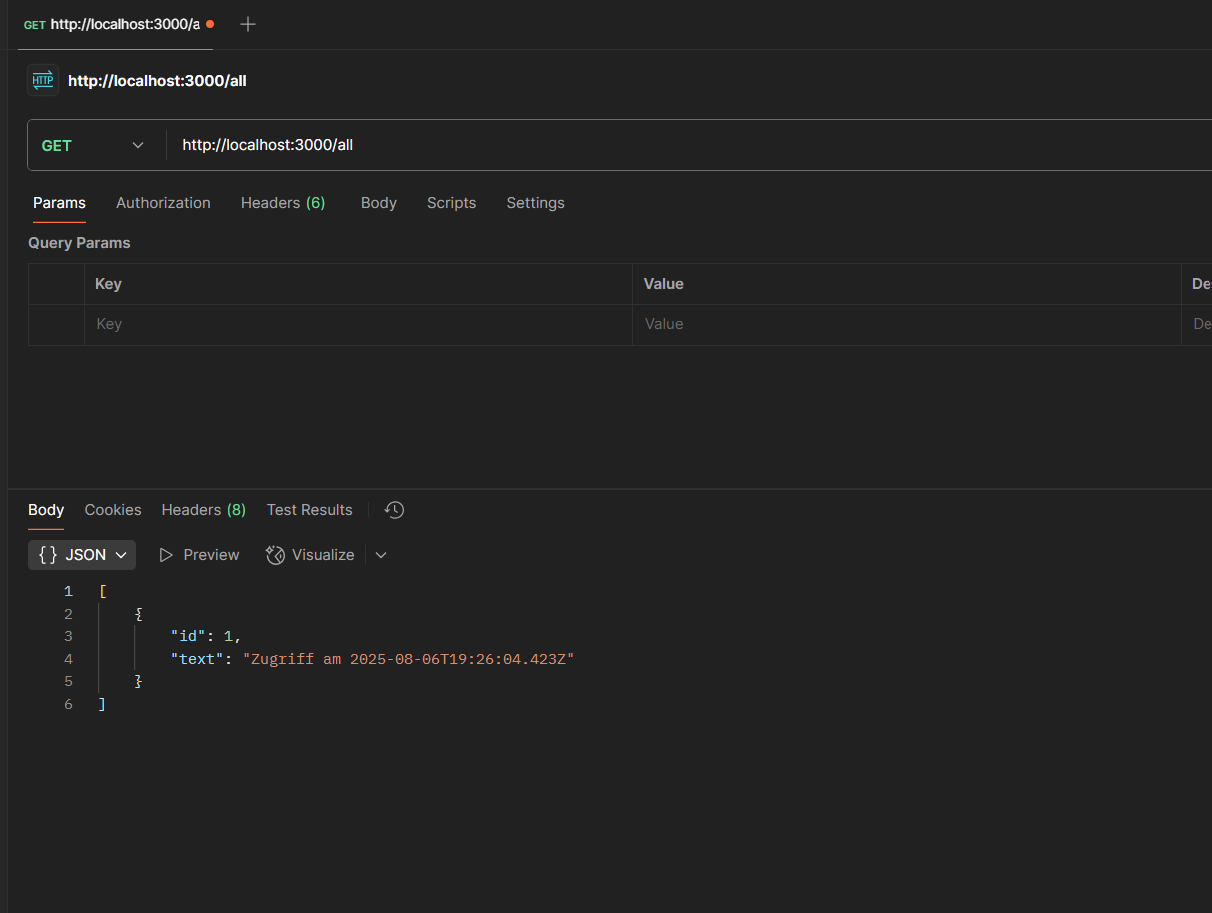 GET http://localhost:3000/a
HTTP http://localhost:3000/all
GET http://localhost:3000/all
Params Authorization Headers (6) Body Scripts Settings
Query Params
Key Value De
Key Value De
Body Cookies Headers (8) Test Results
{} JSON Preview Visualize
1 [
2 {
3 "id": 1,
4 "text": "Zugriff am 2025-08-06T19:26:04.423Z"
5 }
6 ]